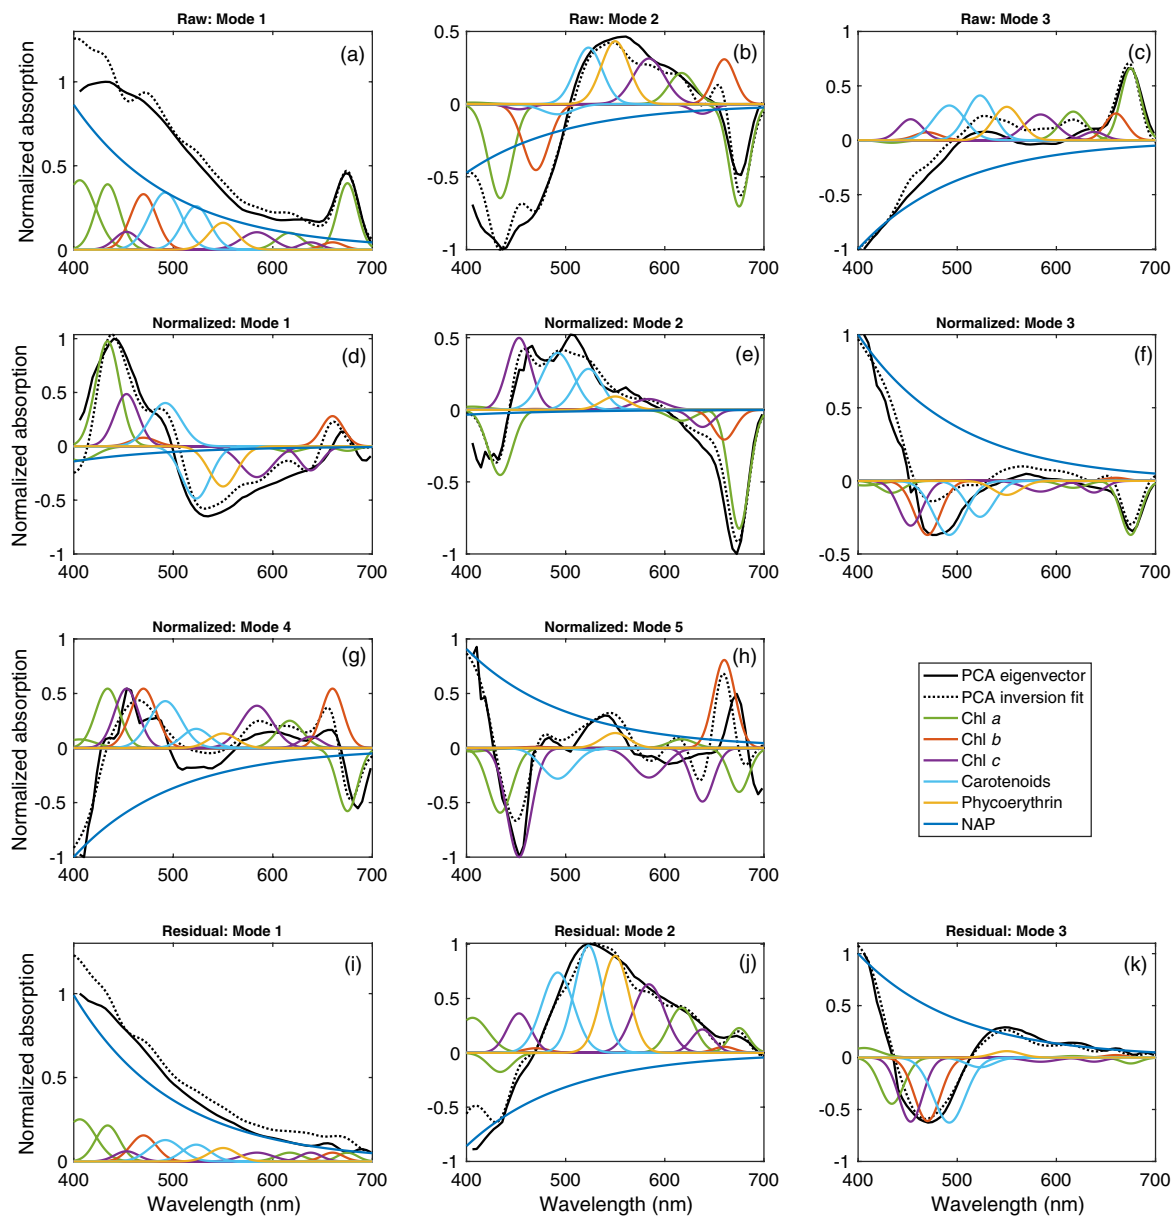 Raw: Mode 1
Raw: Mode 2
Raw: Mode 3
Normalized absorption
(a)
1
0.5
0
400 500 600 700
(b)
0.5
0
-0.5
-1
400 500 600 700
(c)
1
0.5
0
-0.5
-1
400 500 600 700
Normalized: Mode 1
Normalized: Mode 2
Normalized: Mode 3
Normalized absorption
(d)
1
0.5
0
-0.5
-1
400 500 600 700
(e)
0.5
0
-0.5
-1
400 500 600 700
(f)
1
0.5
0
-0.5
400 500 600 700
Normalized: Mode 4
Normalized: Mode 5
Normalized absorption
(g)
1
0.5
0
-0.5
-1
400 500 600 700
(h)
1
0.5
0
-0.5
-1
400 500 600 700
PCA eigenvector
PCA inversion fit
Chl a
Chl b
Chl c
Carotenoids
Phycoerythrin
NAP
Residual: Mode 1
Residual: Mode 2
Residual: Mode 3
Normalized absorption
(i)
1
0.5
0
400 500 600 700
Wavelength (nm)
(j)
1
0.5
0
-0.5
-1
400 500 600 700
Wavelength (nm)
(k)
1
0.5
0
-0.5
-1
400 500 600 700
Wavelength (nm)